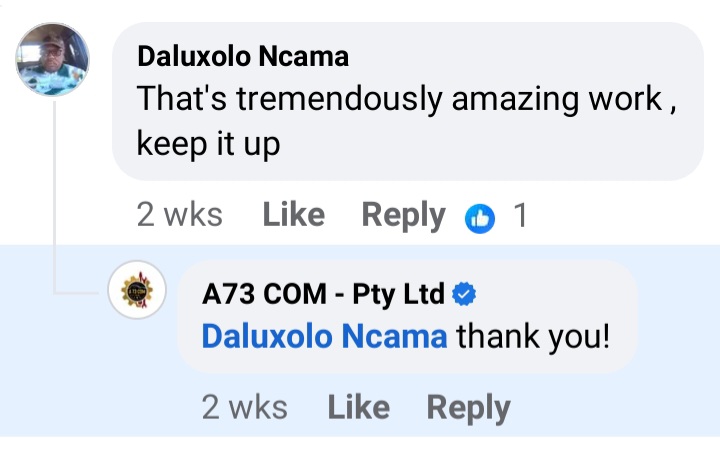 Daluxolo Ncama
That's tremendously amazing work ,
keep it up
2 wks Like Reply 1
A73 COM - Pty Ltd
Daluxolo Ncama thank you!
2 wks Like Reply